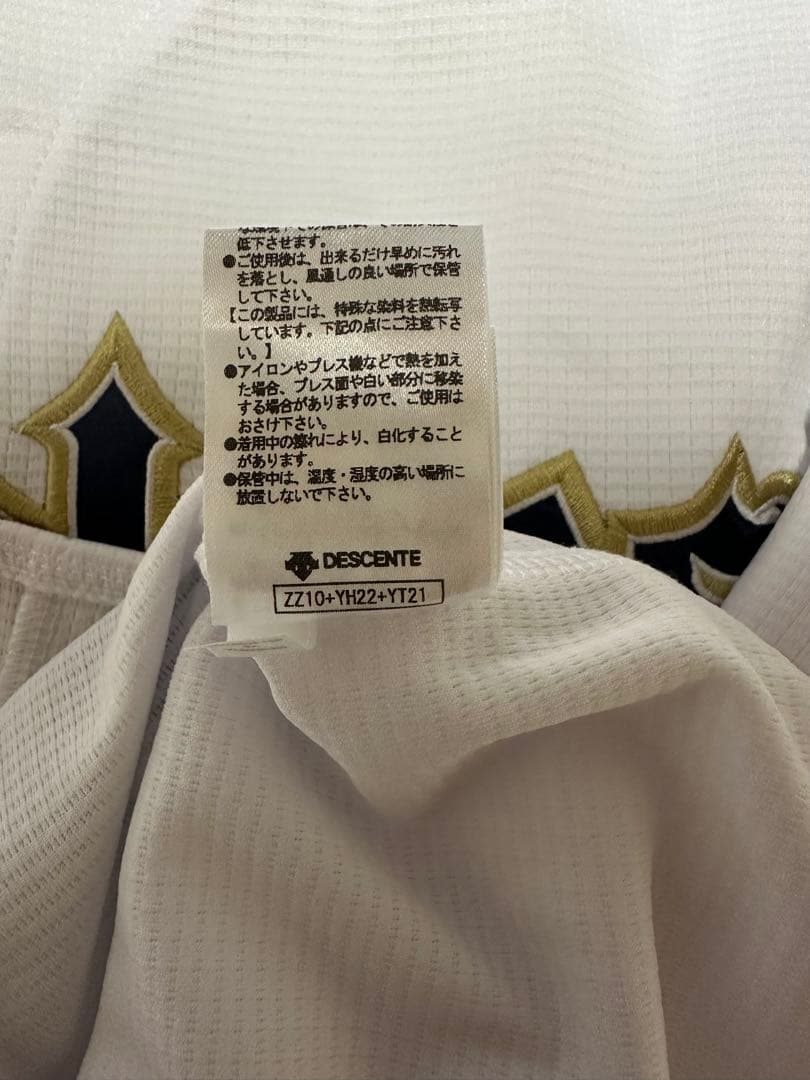 低下させます。
●ご使用後は、出来るだけ早めに汚れ
を落とし、風通しの良い場所で保管
して下さい。
【この製品には、特殊な染料を熱転写
しています。下記の点にご注意下さ
い。】
●アイロンやプレス機などで熱を加え
た場合、プレス面や白い部分に移染
する場合がありますので、ご使用は
おさけ下さい。
●着用中の擦れにより、白化すること
があります。
●保管中は、温度・湿度の高い場所に
放置しないで下さい。
DESCENTE
ZZ10+YH22+YT21